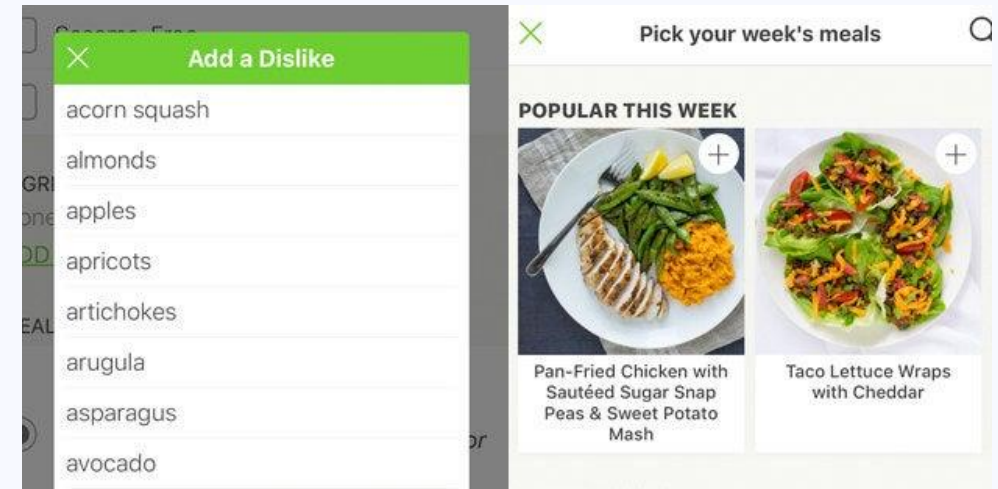 Add a Dislike
acorn squash
almonds
apples
apricots
artichokes
arugula
asparagus
avocado
or
Pick your week's meals
POPULAR THIS WEEK
Pan-Fried Chicken with
Sautéed Sugar Snap
Peas & Sweet Potato
Mash
Taco Lettuce Wraps
with Cheddar